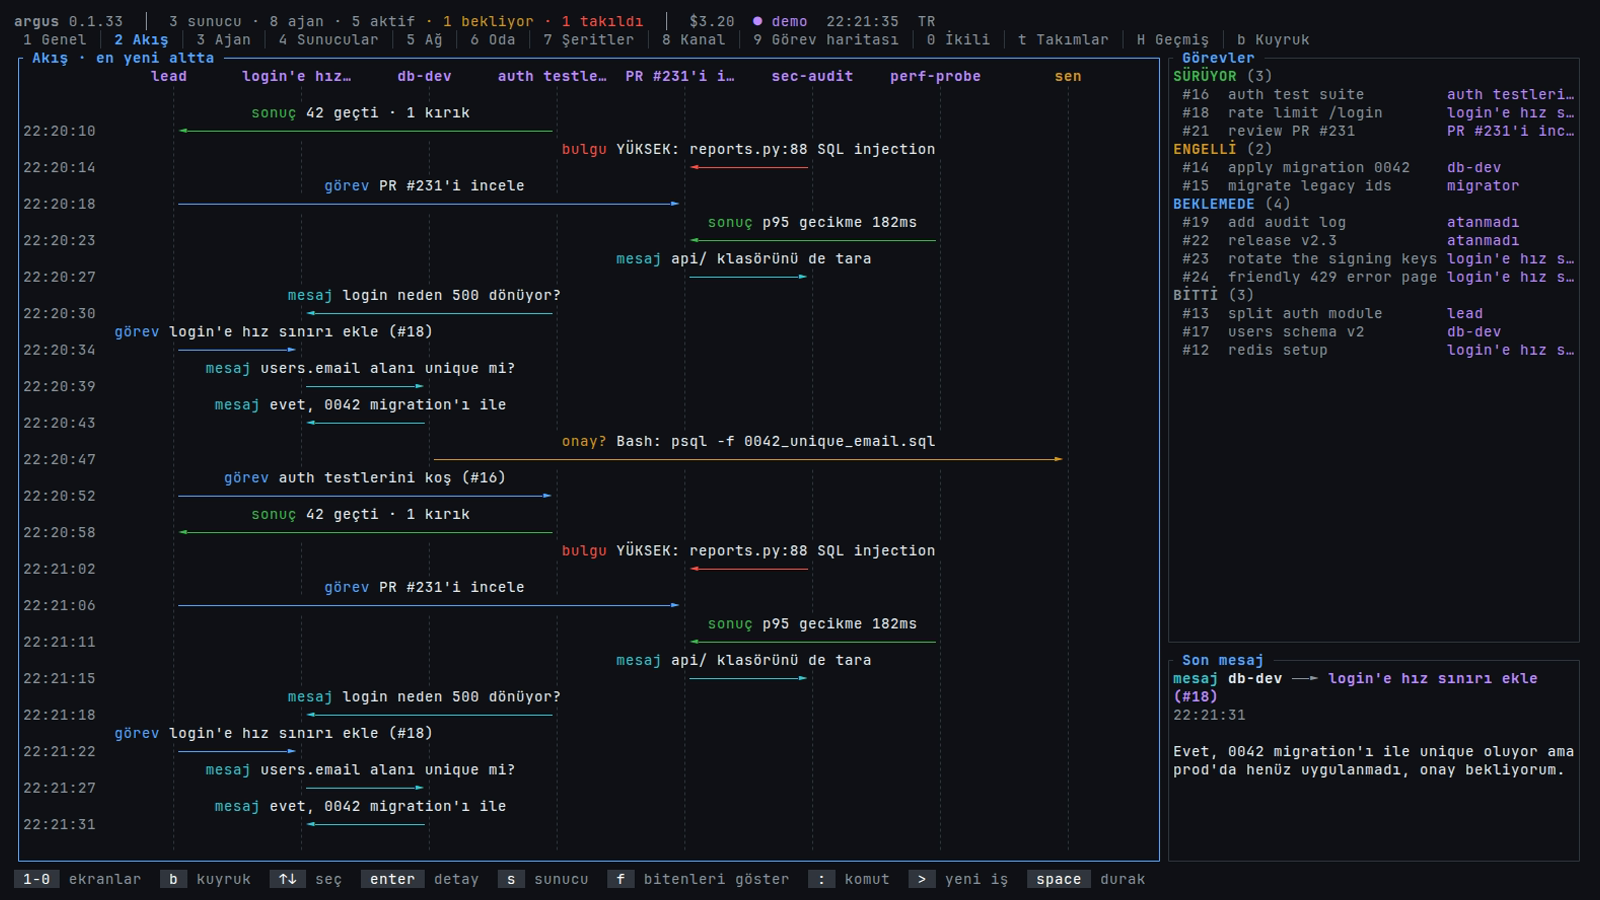 argus 0.1.33 │ 3 sunucu · 8 ajan · 5 aktif · 1 bekliyor · 1 takıldı │ $3.20 ● demo 22:21:35 TR
1 Genel │ 2 Akış │ 3 Ajan │ 4 Sunucular │ 5 Ağ │ 6 Oda │ 7 Şeritler │ 8 Kanal │ 9 Görev haritası │ 0 İkili │ t Takımlar │ H Geçmiş │ b Kuyruk
Akış · en yeni altta
lead login'e hız… db-dev auth testle… PR #231'i i… sec-audit perf-probe sen
sonuç 42 geçti · 1 kırık
22:20:10
bulgu YÜKSEK: reports.py:88 SQL injection
22:20:14
görev PR #231'i incele
22:20:18
sonuç p95 gecikme 182ms
22:20:23
mesaj api/ klasörünü de tara
22:20:27
mesaj login neden 500 dönüyor?
22:20:30
görev login'e hız sınırı ekle (#18)
22:20:34
mesaj users.email alanı unique mi?
22:20:39
mesaj evet, 0042 migration'ı ile
22:20:43
onay? Bash: psql -f 0042_unique_email.sql
22:20:47
görev auth testlerini koş (#16)
22:20:52
sonuç 42 geçti · 1 kırık
22:20:58
bulgu YÜKSEK: reports.py:88 SQL injection
22:21:02
görev PR #231'i incele
22:21:06
sonuç p95 gecikme 182ms
22:21:11
mesaj api/ klasörünü de tara
22:21:15
mesaj login neden 500 dönüyor?
22:21:18
görev login'e hız sınırı ekle (#18)
22:21:22
mesaj users.email alanı unique mi?
22:21:27
mesaj evet, 0042 migration'ı ile
22:21:31
Görevler
SÜRÜYOR (3)
#16 auth test suite auth testleri…
#18 rate limit /login login'e hız s…
#21 review PR #231 PR #231'i inc…
ENGELLİ (2)
#14 apply migration 0042 db-dev
#15 migrate legacy ids migrator
BEKLEMEDE (4)
#19 add audit log atanmadı
#22 release v2.3 atanmadı
#23 rotate the signing keys login'e hız s…
#24 friendly 429 error page login'e hız s…
BİTTİ (3)
#13 split auth module lead
#17 users schema v2 db-dev
#12 redis setup login'e hız s…
Son mesaj
mesaj db-dev ──► login'e hız sınırı ekle
(#18)
22:21:31
Evet, 0042 migration'ı ile unique oluyor ama
prod'da henüz uygulanmadı, onay bekliyorum.
1-0 ekranlar b kuyruk ↑↓ seç enter detay s sunucu f bitenleri göster : komut > yeni iş space durak